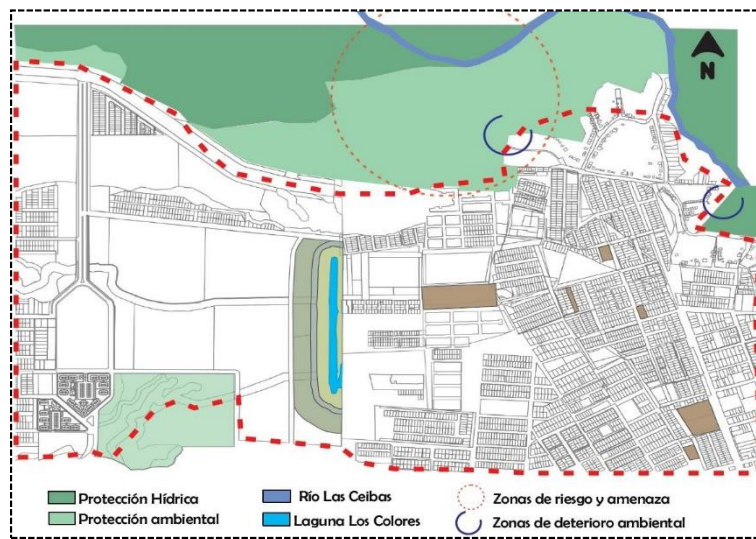 N
Protección Hídrica
Río Las Ceibas
Zonas de riesgo y amenaza
Protección ambiental
Laguna Los Colores
Zonas de deterioro ambiental